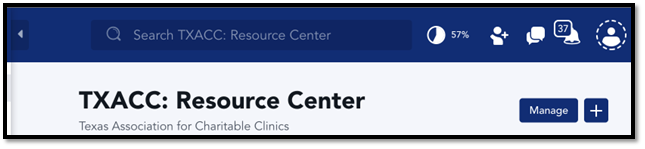 Search TXACC: Resource Center
57%
37
TXACC: Resource Center
Manage
Texas Association for Charitable Clinics